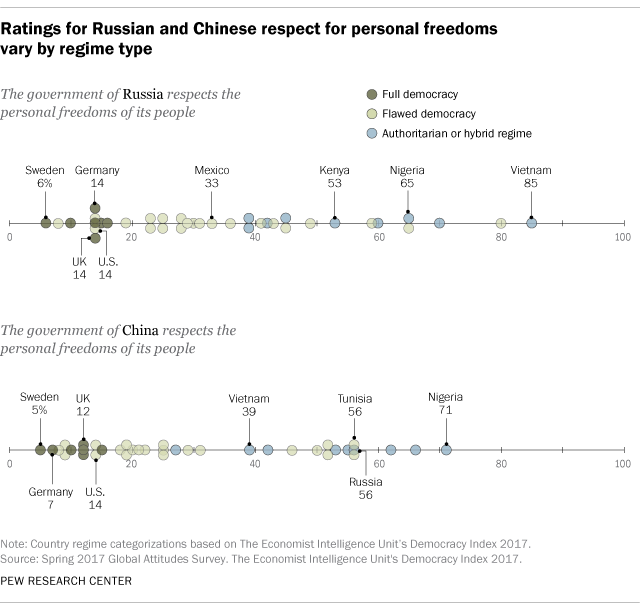 Ratings for Russian and Chinese respect for personal freedoms
vary by regime type
The government of Russia respects the
personal freedoms of its people
Full democracy
Flawed democracy
Authoritarian or hybrid regime
Sweden
6%
Germany
14
Mexico
33
Kenya
53
Nigeria
65
Vietnam
85
0
20
40
60
80
100
UK
14
U.S.
14
The government of China respects the
personal freedoms of its people
Sweden
5%
UK
12
Vietnam
39
Tunisia
56
Nigeria
71
0
20
40
60
80
100
Germany
7
U.S.
14
Russia
56
Note: Country regime categorizations based on The Economist Intelligence Unit's Democracy Index 2017.
Source: Spring 2017 Global Attitudes Survey. The Economist Intelligence Unit's Democracy Index 2017.
PEW RESEARCH CENTER